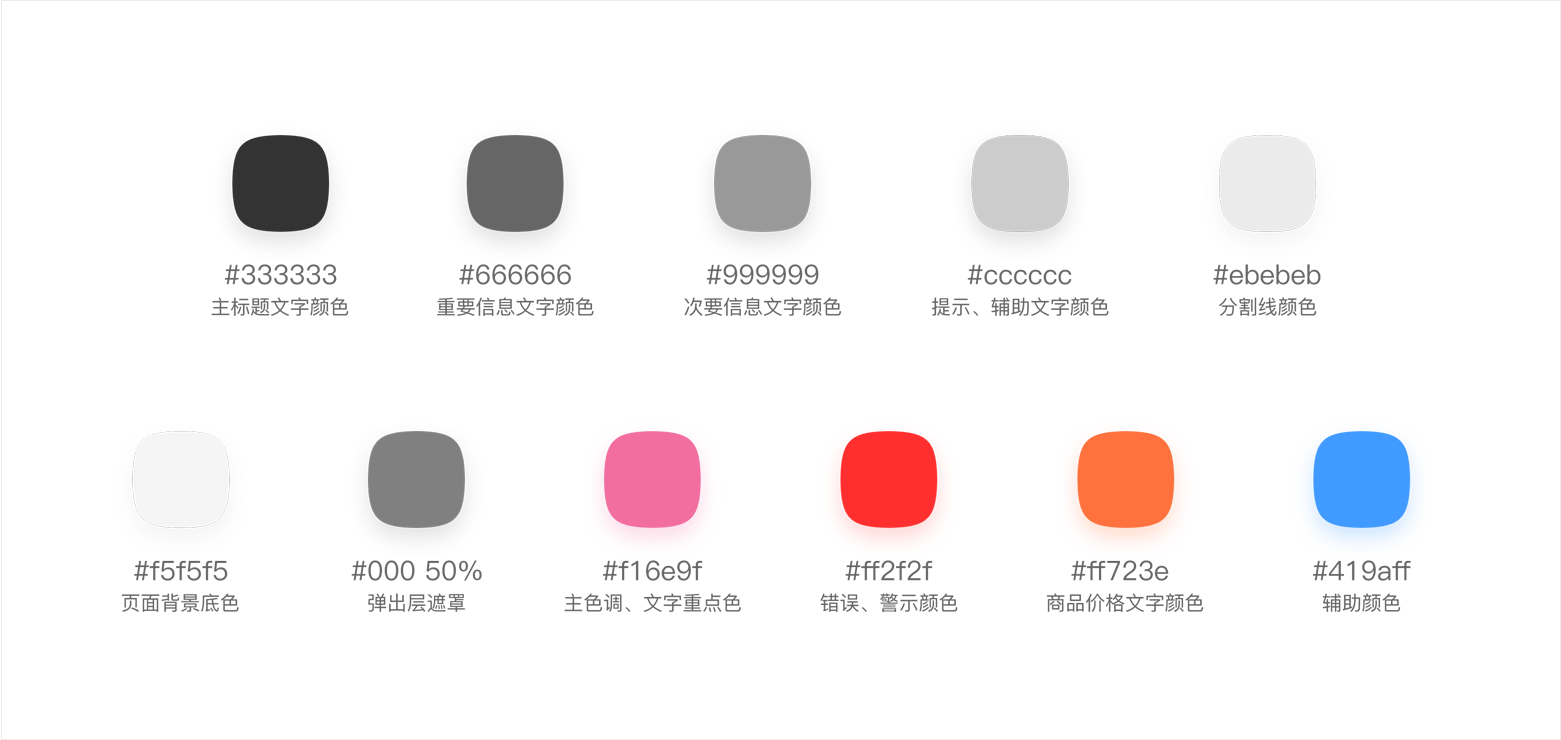 #333333
主标题文字颜色
#666666
重要信息文字颜色
#999999
次要信息文字颜色
#cccccc
提示、辅助文字颜色
#ebebeb
分割线颜色
#f5f5f5
页面背景底色
#000 50%
弹出层遮罩
#f16e9f
主色调、文字重点色
#ff2f2f
错误、警示颜色
#ff723e
商品价格文字颜色
#419aff
辅助颜色